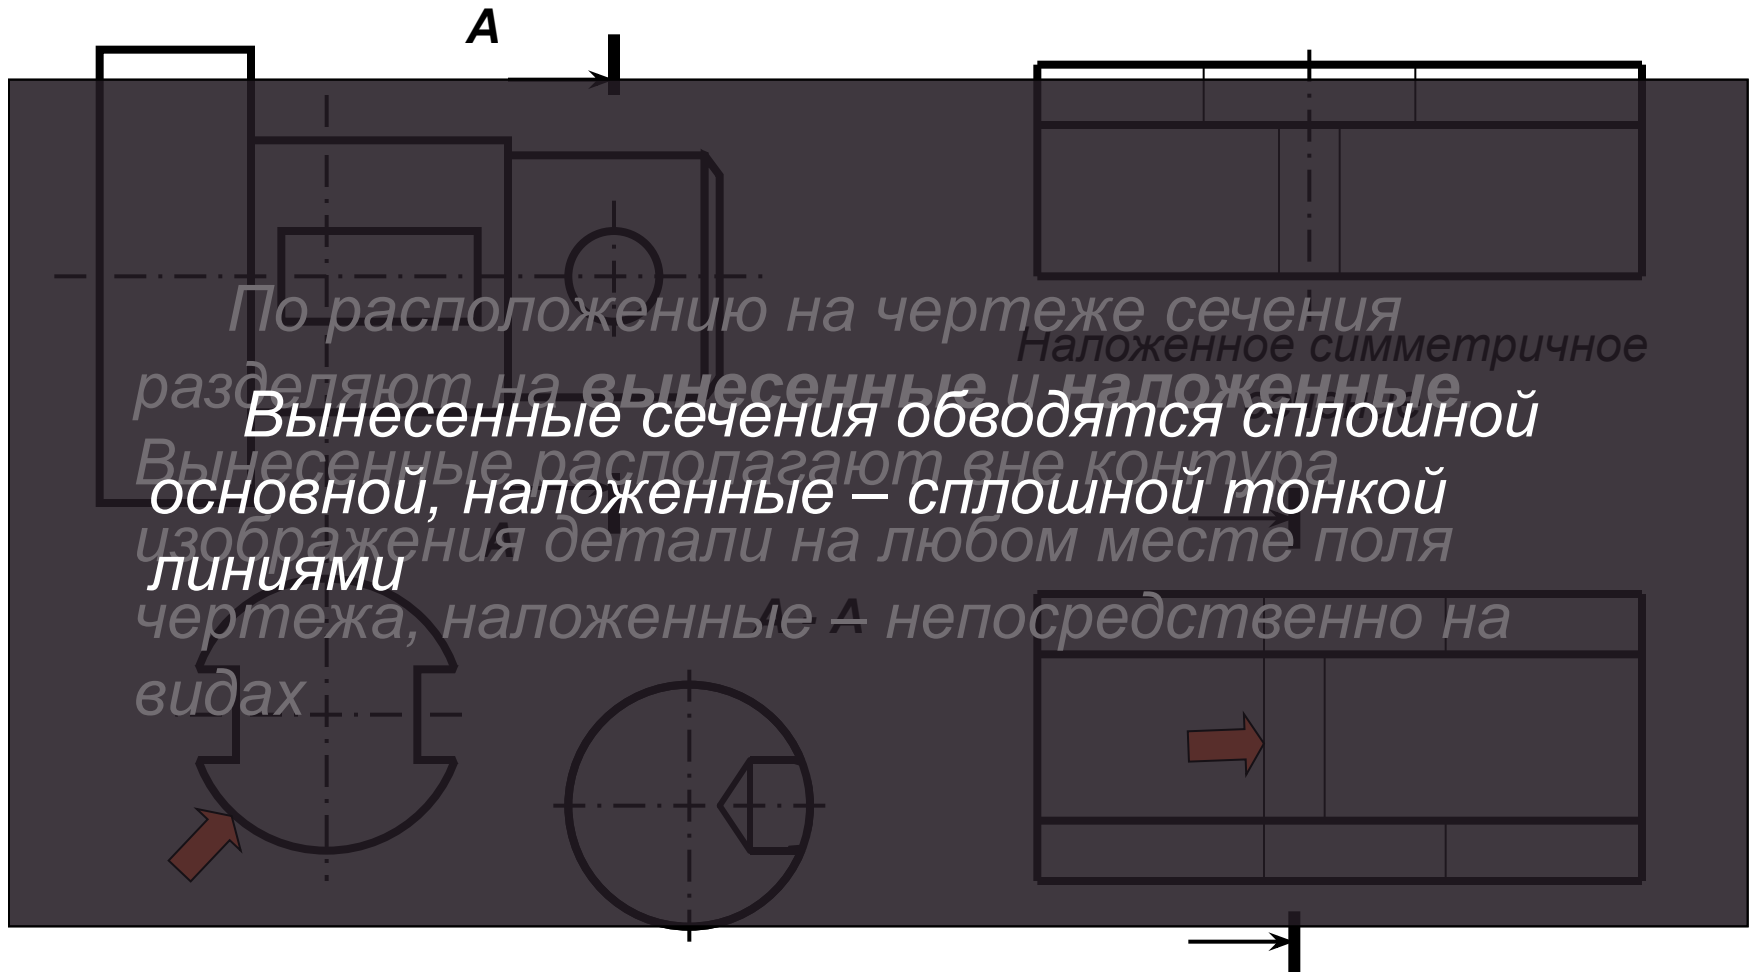 А
По расположению на чертеже сечения
Наложенное симметричное
разделяют на вынесенные и наложенные.
Вынесенные сечения обводятся сплошной
Вынесенные располагают вне контура
основной, наложенные – сплошной тонкой
А
изображения детали на любом месте поля
линиями
А - А
чертежа, наложенные – непосредственно на
видах